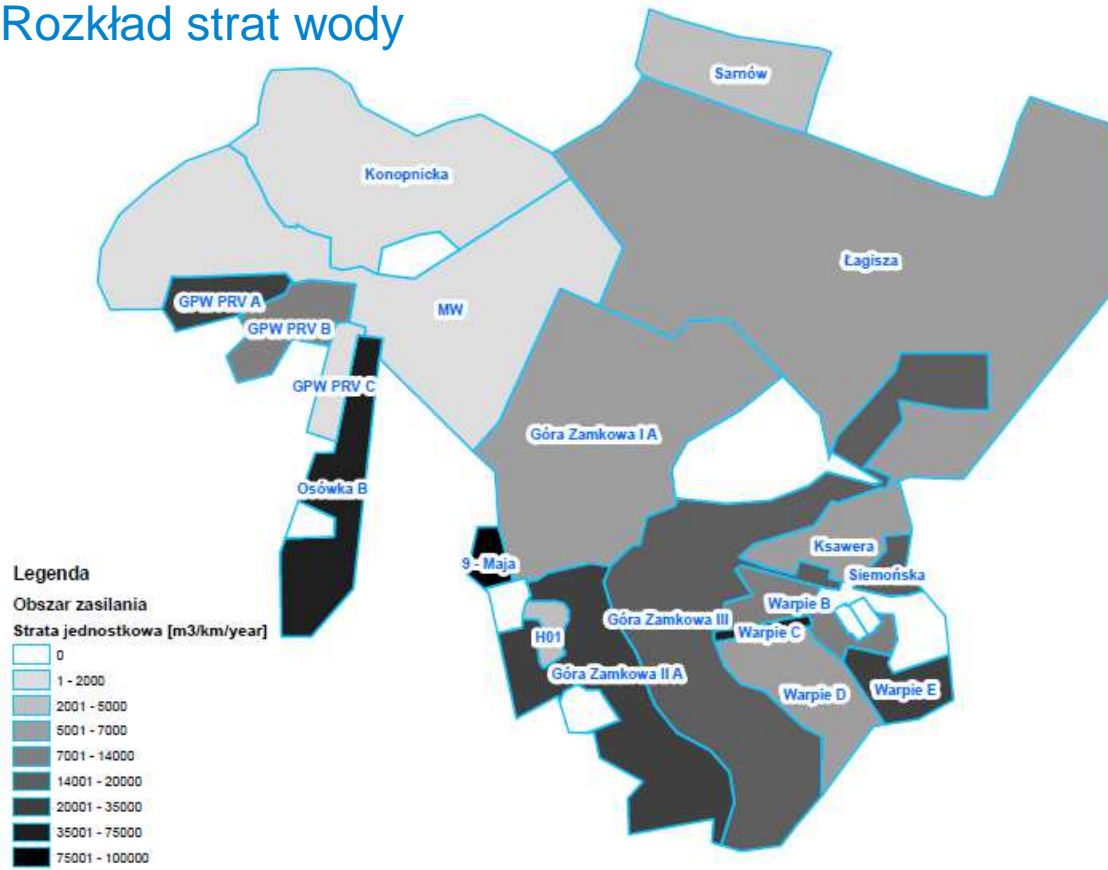 Rozkład strat wody
Sarnów
Konopnicka
Łagisza
GPW PRV A
MW
GPW PRV B
GPW PRV C
Góra Zamkowa I A
Osówka B
Ksawera
9 - Maja
Siemońska
Warpie B
Góra Zamkowa III
Warpie C
H01
Góra Zamkowa II A
Warpie D
Warpie E
Legenda
Obszar zasilania
Strata jednostkowa [m3/km/year]
0
1 - 2000
2001 - 5000
5001 - 7000
7001 - 14000
14001 - 20000
20001 - 35000
35001 - 75000
75001 - 100000